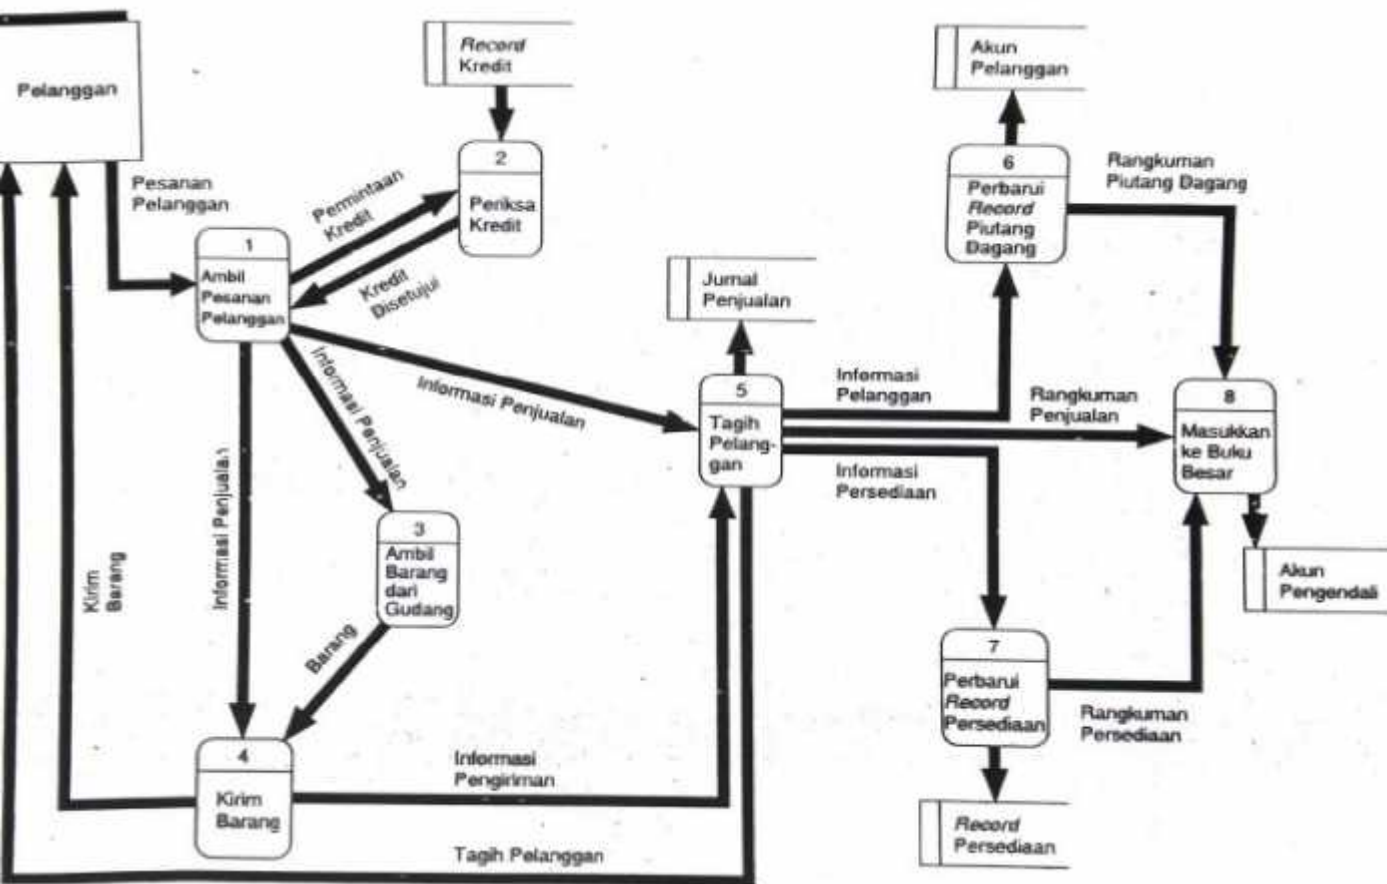 Pelanggan
Record
Kredit
Akun
Pelanggan
2
Periksa
Kredit
6
Perbarui
Record
Piutang
Dagang
Rangkuman
Piutang Dagang
Pesanan
Pelanggan
Permintaan
Kredit
Kredit
Disetujui
1
Ambil
Pesanan
Pelanggan
Jurnal
Penjualan
Informasi Penjualan
Informasi Penjualan
Informasi Penjualan
5
Tagih
Pelang-
gan
Informasi
Pelanggan
Rangkuman
Penjualan
Informasi
Persediaan
8
Masukkan
ke Buku
Besar
3
Ambil
Barang
dari
Gudang
Kirim
Barang
Barang
Akun
Pengendali
7
Perbarui
Record
Persediaan
Rangkuman
Persediaan
4
Kirim
Barang
Informasi
Pengiriman
Tagih Pelanggan
Record
Persediaan